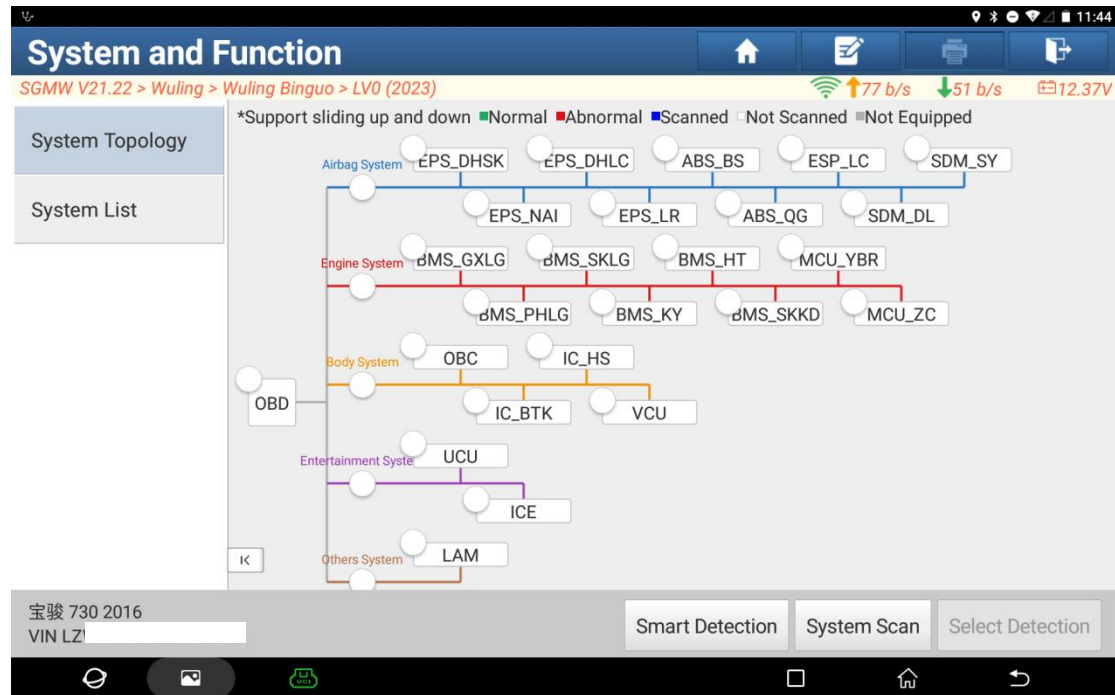 11:44
System and Function
SGMW V21.22 > Wuling > Wuling Binguo > LV0 (2023)
77 b/s
51 b/s
12.37V
System Topology
System List
*Support sliding up and down Normal Abnormal Scanned Not Scanned Not Equipped
Airbag System
EPS_DHSK
EPS_DHLC
ABS_BS
ESP_LC
SDM_SY
EPS_NAI
EPS_LR
ABS_QG
SDM_DL
Engine System
BMS_GXLG
BMS_SKLG
BMS_HT
MCU_YBR
BMS_PHLG
BMS_KY
BMS_SKKD
MCU_ZC
Body System
OBC
IC_HS
OBD
IC_BTK
VCU
Entertainment Syste
UCU
ICE
Others System
LAM
宝骏 730 2016
VIN LZ
Smart Detection
System Scan
Select Detection
VCI